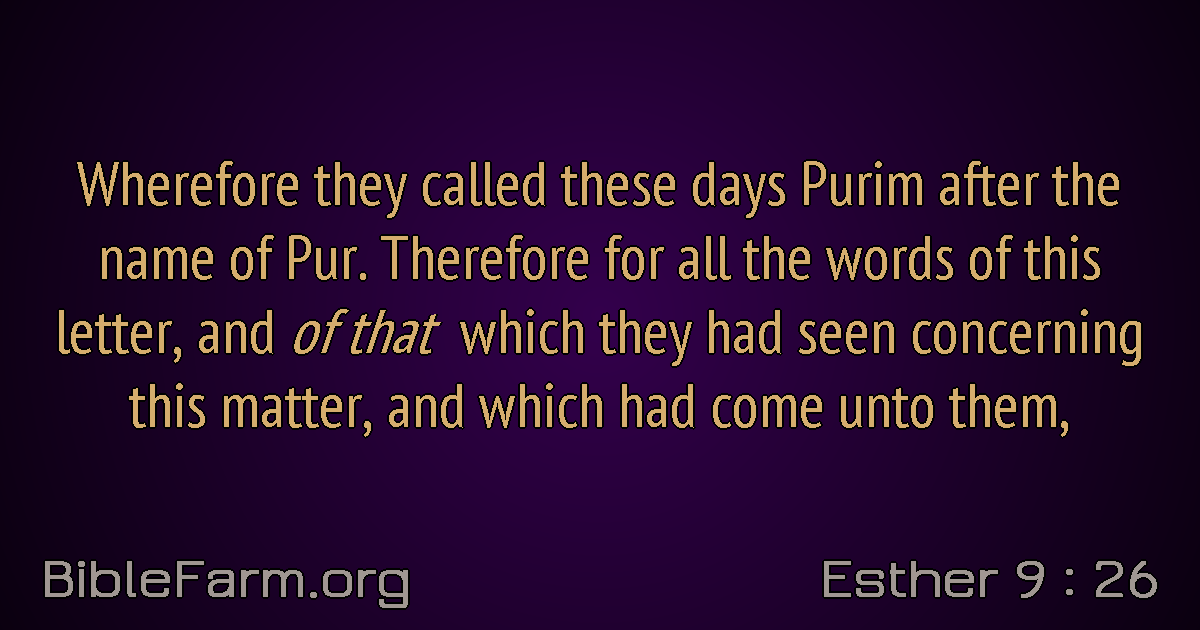 Wherefore they called these days Purim after the
name of Pur. Therefore for all the words of this
letter, and of that which they had seen concerning
this matter, and which had come unto them,
BibleFarm.org
Esther 9 : 26